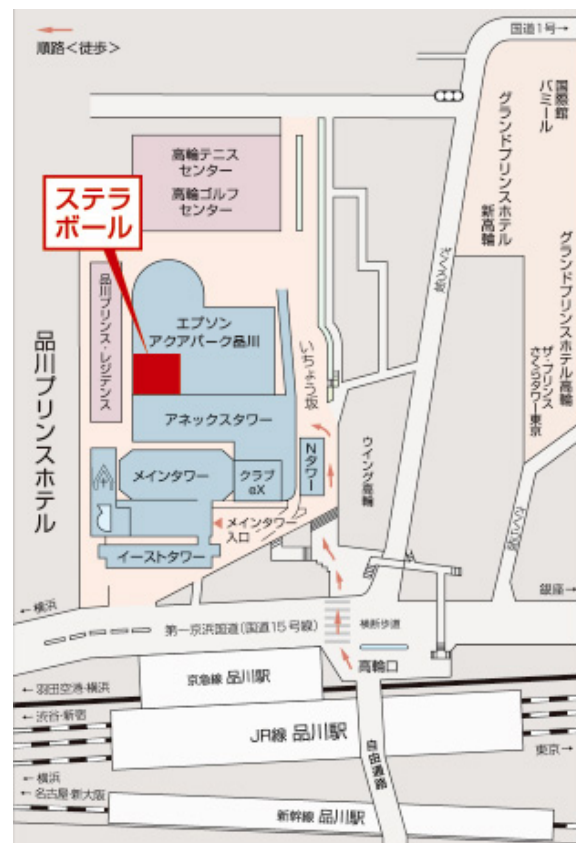 順路<徒歩>
国道1号→
国際館
パミール
グランドプリンスホテル
新高輪
高輪テニス
センター
高輪ゴルフ
センター
ステラ
ボール
ざくろ坂
グランドプリンスホテル高輪
ザ・プリンス
さくらタワー東京
品川プリンス・レジデンス
エプソン
アクアパーク品川
いちょう坂
品川プリンスホテル
アネックスタワー
Nタワー
ウイング高輪
メインタワー
クラブ
αX
メインタワー
入口
イーストタワー
さくら坂
←横浜
銀座→
第一京浜国道(国道15号線)
横断歩道
高輪口
京急線 品川駅
←羽田空港・横浜
←渋谷・新宿
JR線 品川駅
自由通路
東京→
←横浜
←名古屋・新大阪
新幹線 品川駅